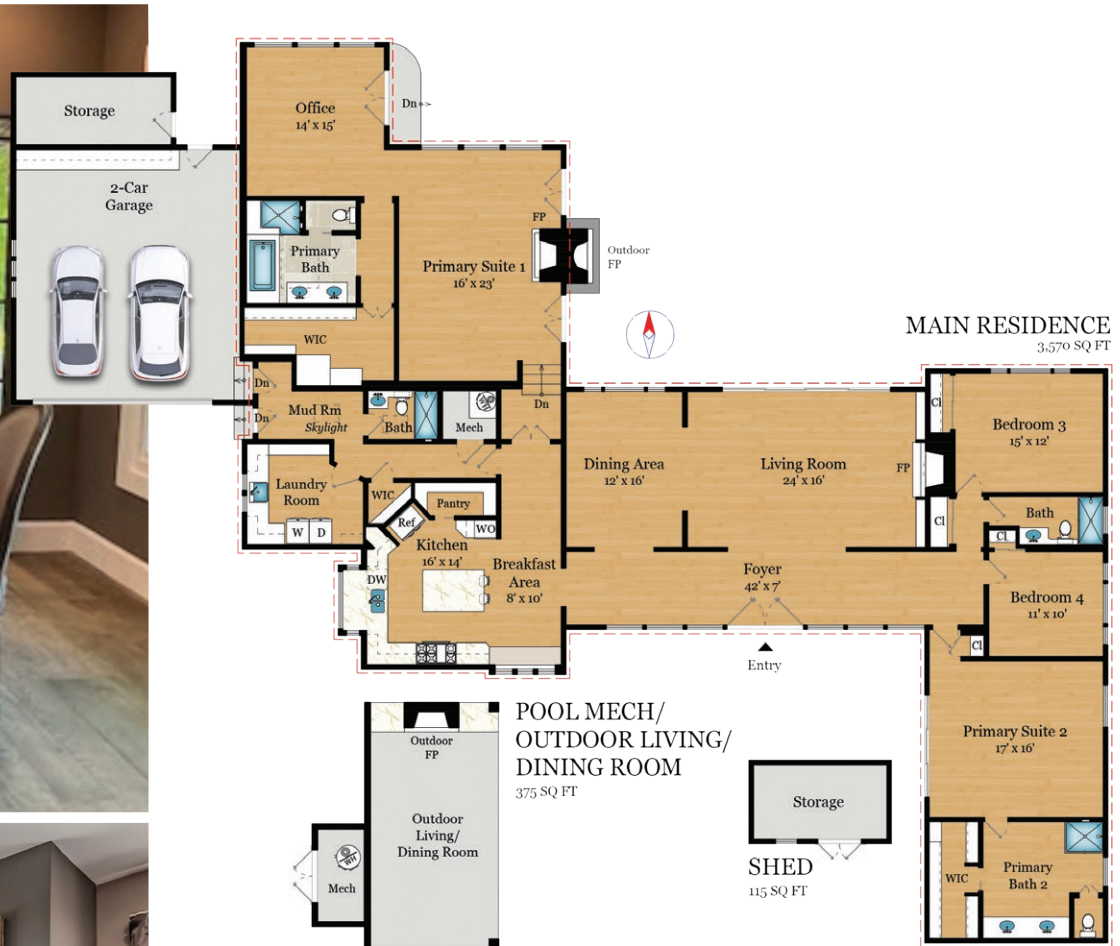 Storage
2-Car
Garage
Office
14' x 15'
Dn
Primary
Bath
WIC
Primary Suite 1
16' x 23'
FP
Outdoor
FP
Dn
Dn
Mud Rm
Skylight
Bath
Mech
Dn
Laundry
Room
W
D
WIC
Pantry
Ref
WO
Kitchen
16' x 14'
DW
Breakfast
Area
8' x 10'
Dining Area
12' x 16'
Living Room
24' x 16'
FP
Foyer
42' x 7'
Entry
MAIN RESIDENCE
3,570 SQ FT
Cl
Bedroom 3
15' x 12'
Cl
Bath
Cl
Bedroom 4
11' x 10'
Cl
Primary Suite 2
17' x 16'
WIC
Primary
Bath 2
POOL MECH/
OUTDOOR LIVING/
DINING ROOM
375 SQ FT
Outdoor
FP
Outdoor
Living/
Dining Room
WH
Mech
Storage
SHED
115 SQ FT